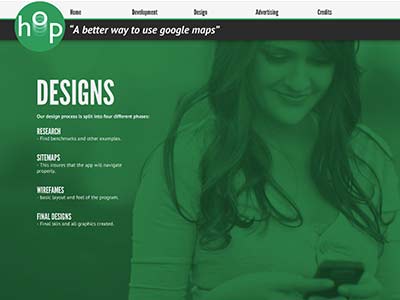 hop
Home Development Design Advertising Credits
"A better way to use google maps"
DESIGNS
Our design process is split into four different phases:
RESEARCH
- Find benchmarks and other examples.
SITEMAPS
- This insures that the app will navigate
properly.
WIREFAMES
- basic layout and feel of the program.
FINAL DESIGNS
- Final skin and all graphics created.